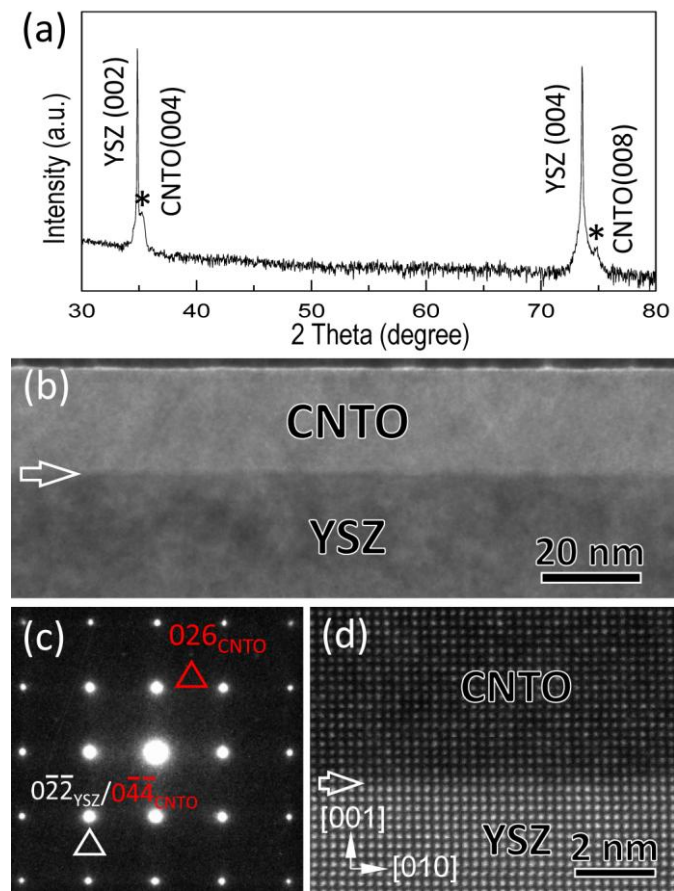 (a)
Intensity (a.u.)
YSZ (002)
*
CNTO(004)
YSZ (004)
*
CNTO(008)
30 40 50 60 70 80
2 Theta (degree)
(b)
CNTO
YSZ
20 nm
(c)
026CNTO
02̅2̅YSZ/04̅4̅CNTO
(d)
CNTO
[001]
[010]
YSZ
2 nm